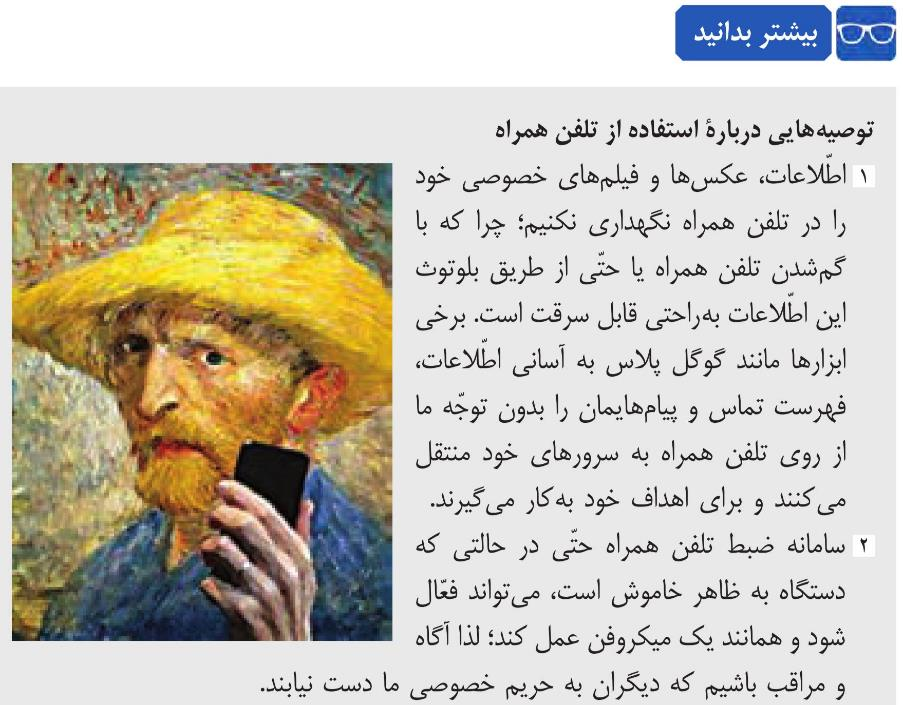 بیشتر بدانید
توصیه‌هایی دربارهٔ استفاده از تلفن همراه
۱ اطّلاعات، عکس‌ها و فیلم‌های خصوصی خود
را در تلفن همراه نگهداری نکنیم؛ چرا که با
گم‌شدن تلفن همراه یا حتّی از طریق بلوتوث
این اطّلاعات به‌راحتی قابل سرقت است. برخی
ابزارها مانند گوگل پلاس به آسانی اطّلاعات،
فهرست تماس و پیام‌هایمان را بدون توجّه ما
از روی تلفن همراه به سرورهای خود منتقل
می‌کنند و برای اهداف خود به‌کار می‌گیرند.
۲ سامانه ضبط تلفن همراه حتّی در حالتی که
دستگاه به ظاهر خاموش است، می‌تواند فعّال
شود و همانند یک میکروفن عمل کند؛ لذا آگاه
و مراقب باشیم که دیگران به حریم خصوصی ما دست نیابند.